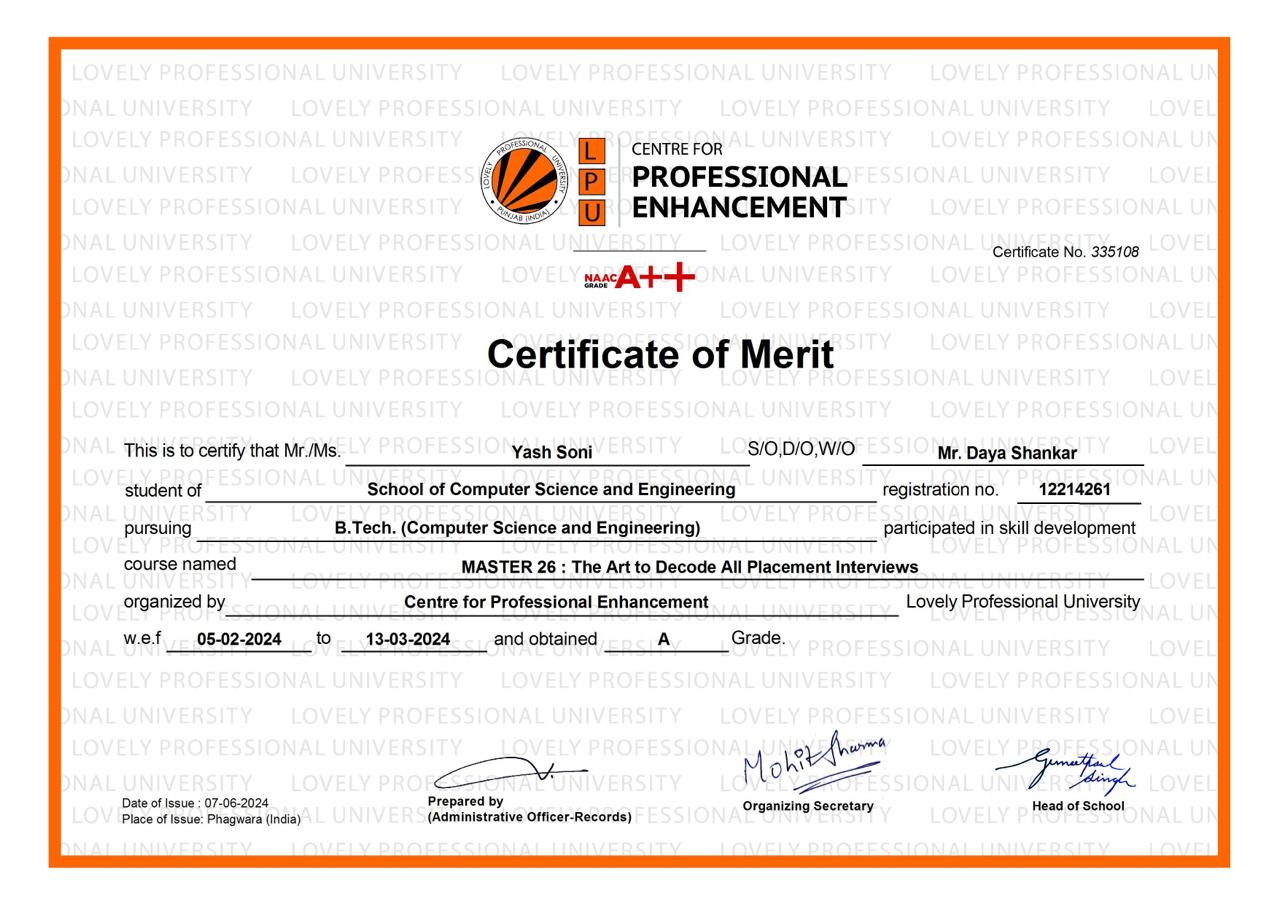 LOVELY PROFESSIONAL UNIVERSITY
PUNJAB (INDIA)
L
P
U
CENTRE FOR
PROFESSIONAL
ENHANCEMENT
Certificate No. 335108
NAAC
GRADE
A++
Certificate of Merit
This is to certify that Mr./Ms. Yash Soni S/O,D/O,W/O Mr. Daya Shankar
student of School of Computer Science and Engineering registration no. 12214261
pursuing B.Tech. (Computer Science and Engineering) participated in skill development
course named MASTER 26 : The Art to Decode All Placement Interviews
organized by Centre for Professional Enhancement Lovely Professional University
w.e.f 05-02-2024 to 13-03-2024 and obtained A Grade.
Mohit Sharma
Date of Issue : 07-06-2024
Place of Issue: Phagwara (India)
Prepared by
(Administrative Officer-Records)
Organizing Secretary
Head of School